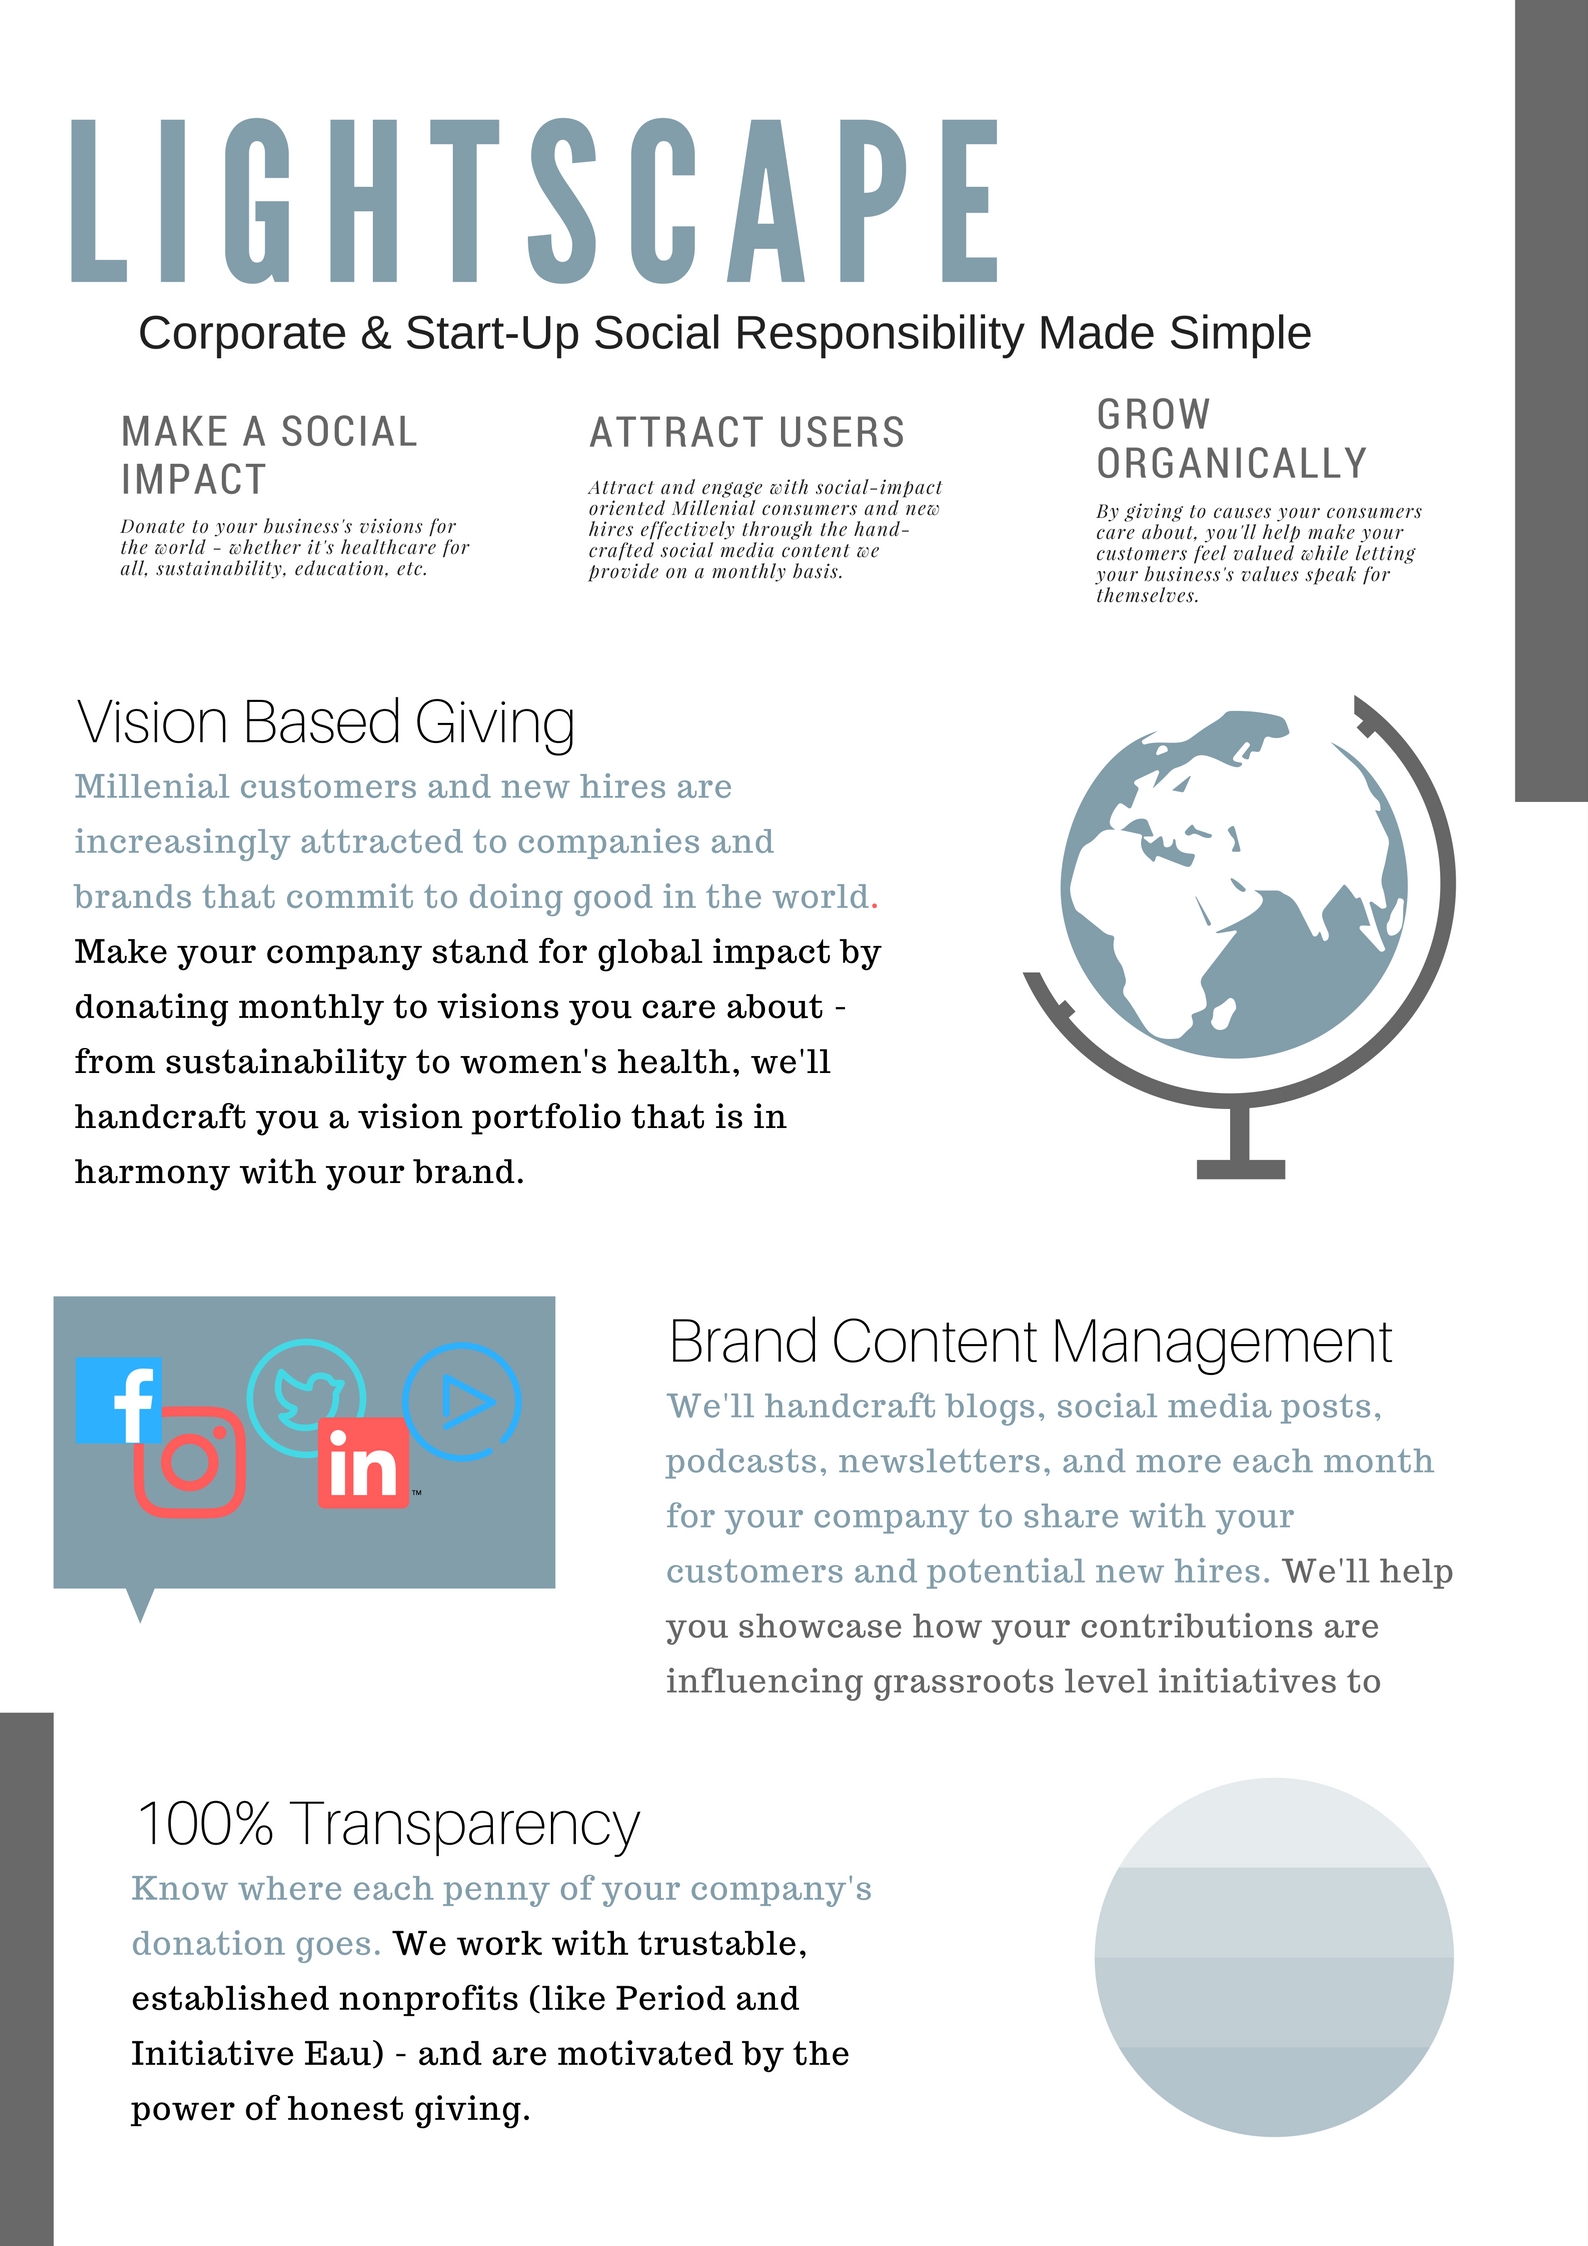 LIGHTSCAPE
Corporate & Start-Up Social Responsibility Made Simple
MAKE A SOCIAL
IMPACT
Donate to your business's visions for
the world - whether it's healthcare for
all, sustainability, education, etc.
ATTRACT USERS
Attract and engage with social-impact
oriented Millenial consumers and new
hires effectively through the hand-
crafted social media content we
provide on a monthly basis.
GROW
ORGANICALLY
By giving to causes your consumers
care about, you'll help make your
customers feel valued while letting
your business's values speak for
themselves.
Vision Based Giving
Millenial customers and new hires are
increasingly attracted to companies and
brands that commit to doing good in the world.
Make your company stand for global impact by
donating monthly to visions you care about -
from sustainability to women's health, we'll
handcraft you a vision portfolio that is in
harmony with your brand.
f
in
™
Brand Content Management
We'll handcraft blogs, social media posts,
podcasts, newsletters, and more each month
for your company to share with your
customers and potential new hires. We'll help
you showcase how your contributions are
influencing grassroots level initiatives to
100% Transparency
Know where each penny of your company's
donation goes. We work with trustable,
established nonprofits (like Period and
Initiative Eau) - and are motivated by the
power of honest giving.